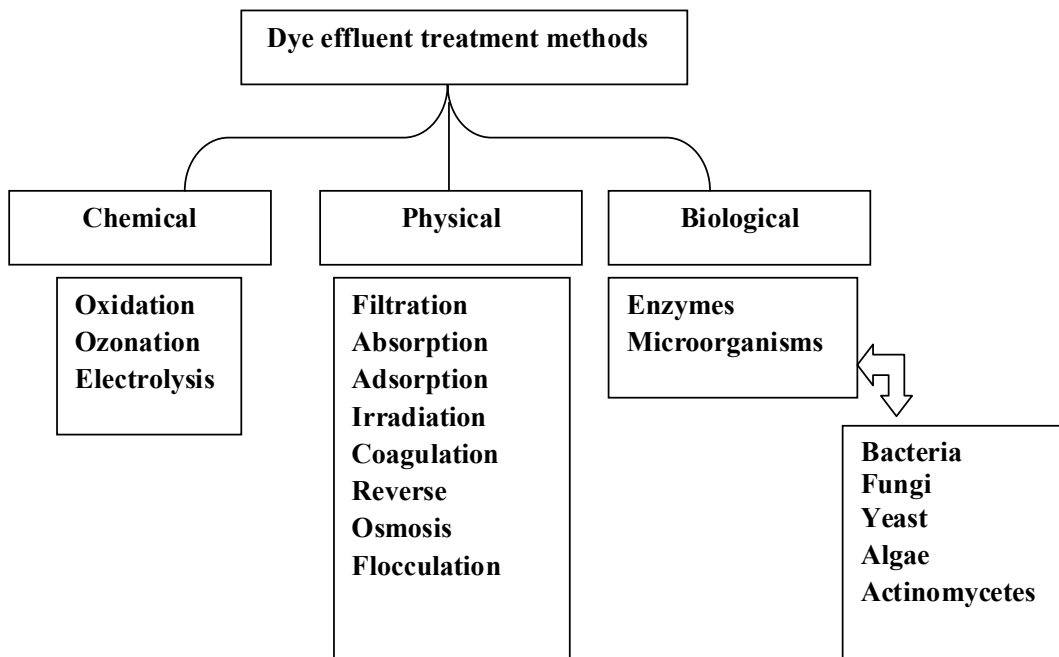 Dye effluent treatment methods
Chemical
Physical
Biological
Oxidation
Ozonation
Electrolysis
Filtration
Absorption
Adsorption
Irradiation
Coagulation
Reverse
Osmosis
Flocculation
Enzymes
Microorganisms
Bacteria
Fungi
Yeast
Algae
Actinomycetes